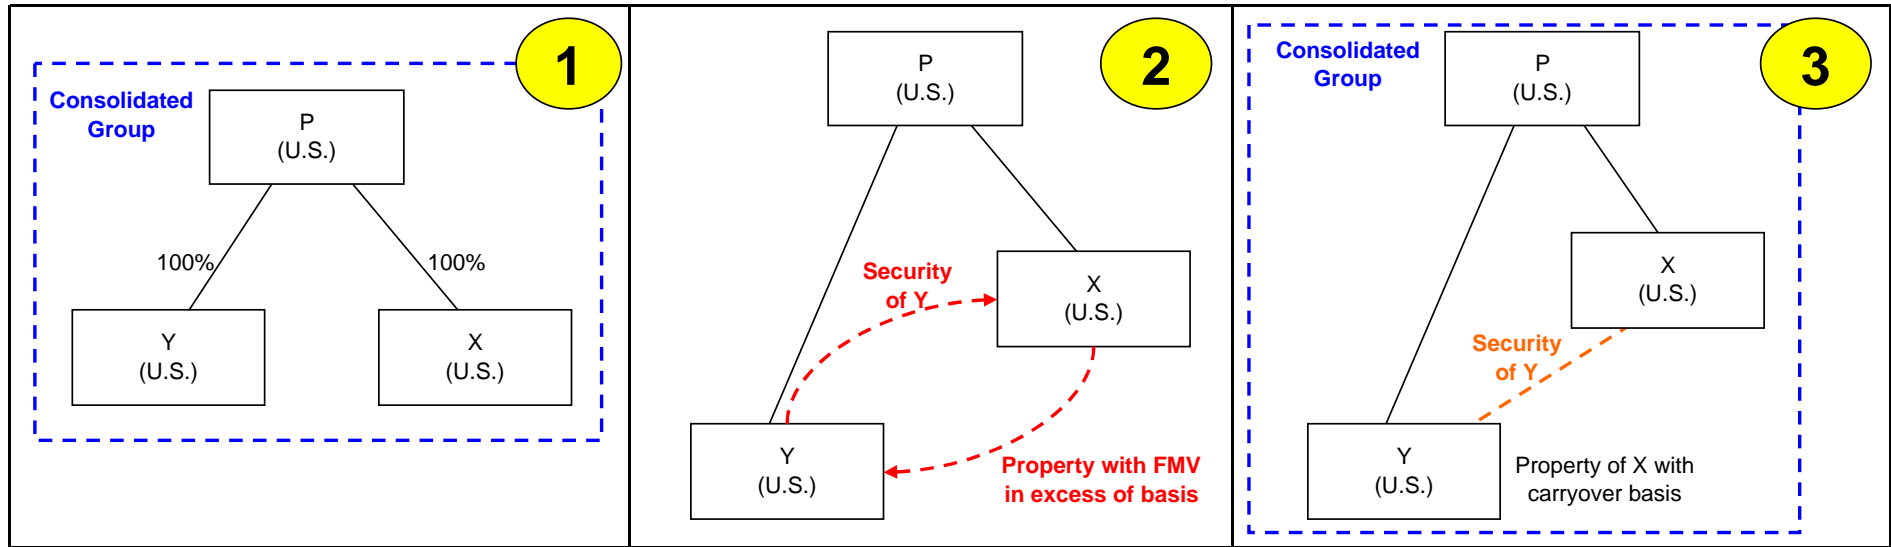 1
Consolidated
Group
P
(U.S.)
100%
100%
Y
(U.S.)
X
(U.S.)
2
P
(U.S.)
Security
of Y
X
(U.S.)
Y
(U.S.)
Property with FMV
in excess of basis
3
Consolidated
Group
P
(U.S.)
X
(U.S.)
Security
of Y
Y
(U.S.)
Property of X with
carryover basis